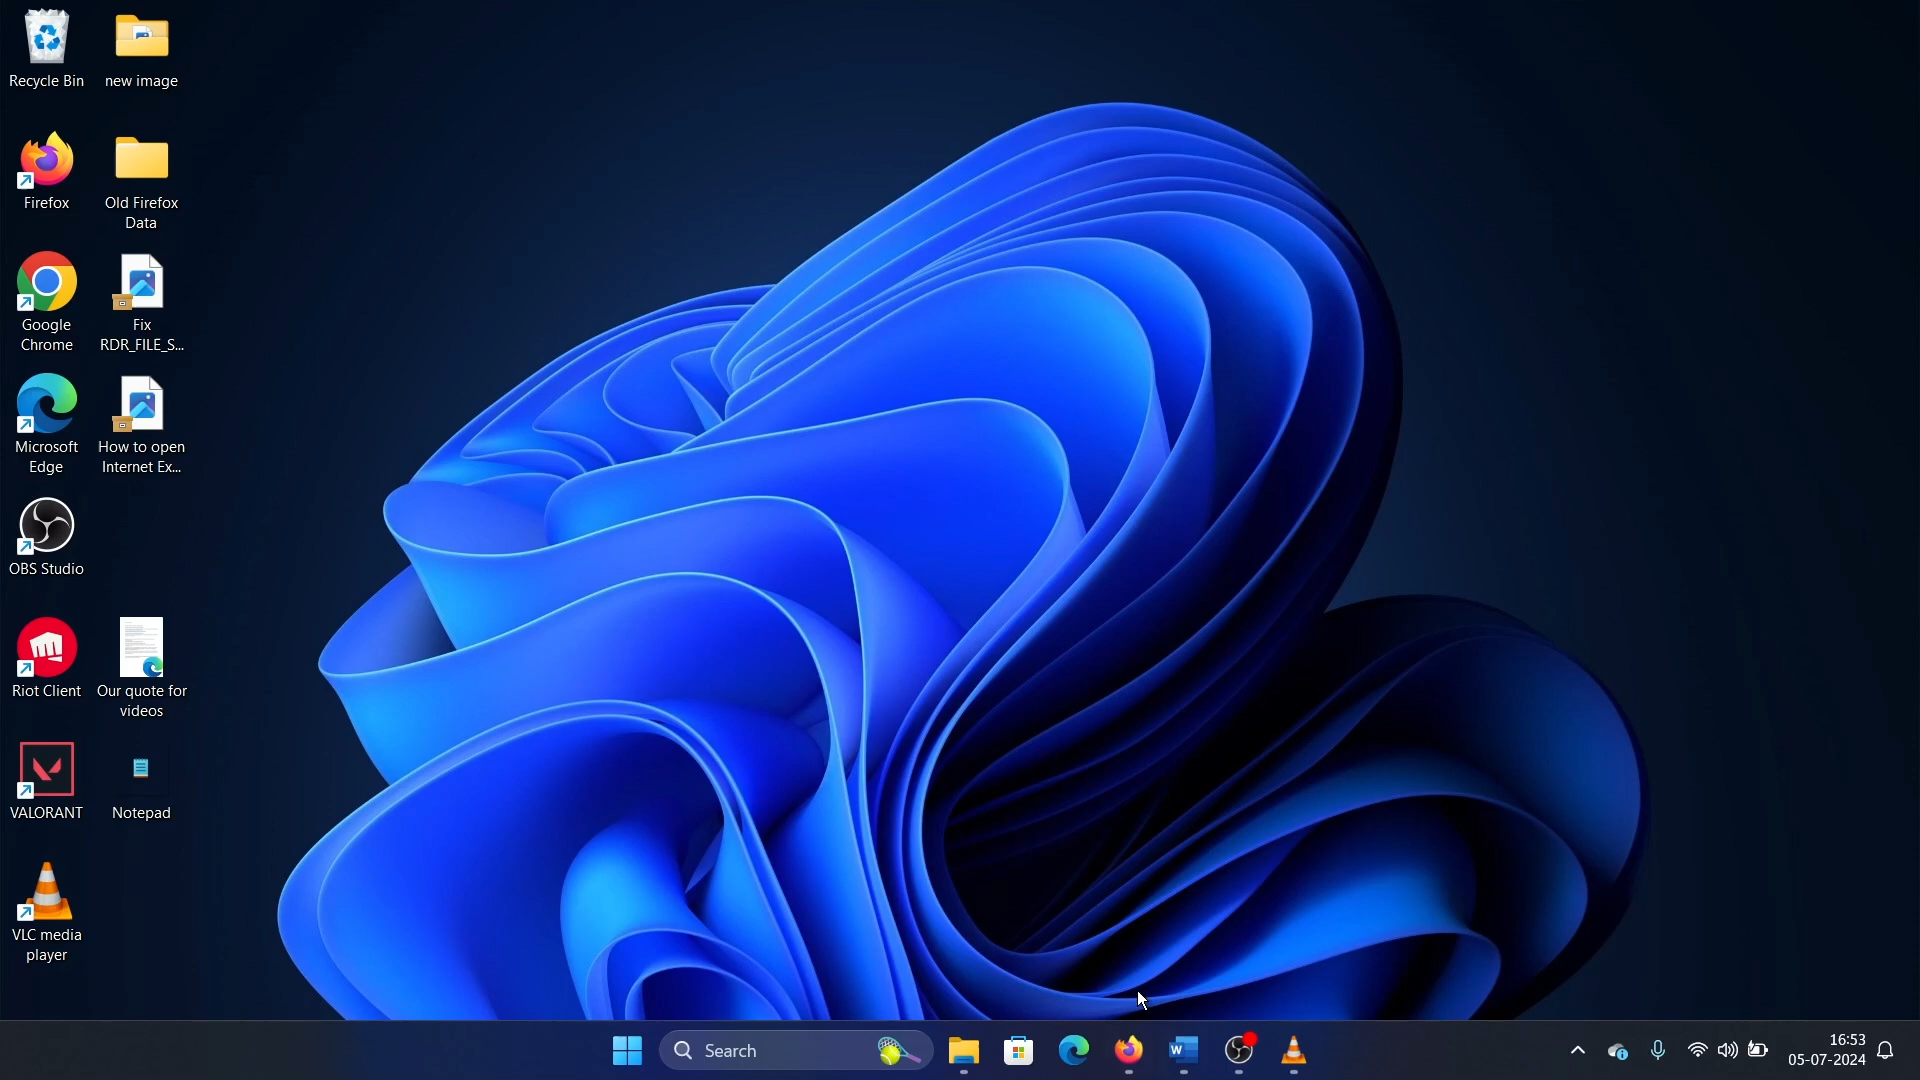 Recycle Bin
new image
Firefox
Old Firefox
Data
Google
Chrome
Fix
RDR_FILE_S...
Microsoft
Edge
How to open
Internet Ex...
OBS Studio
Riot Client
Our quote for
videos
VALORANT
Notepad
VLC media
player
Search
16:53
05-07-2024